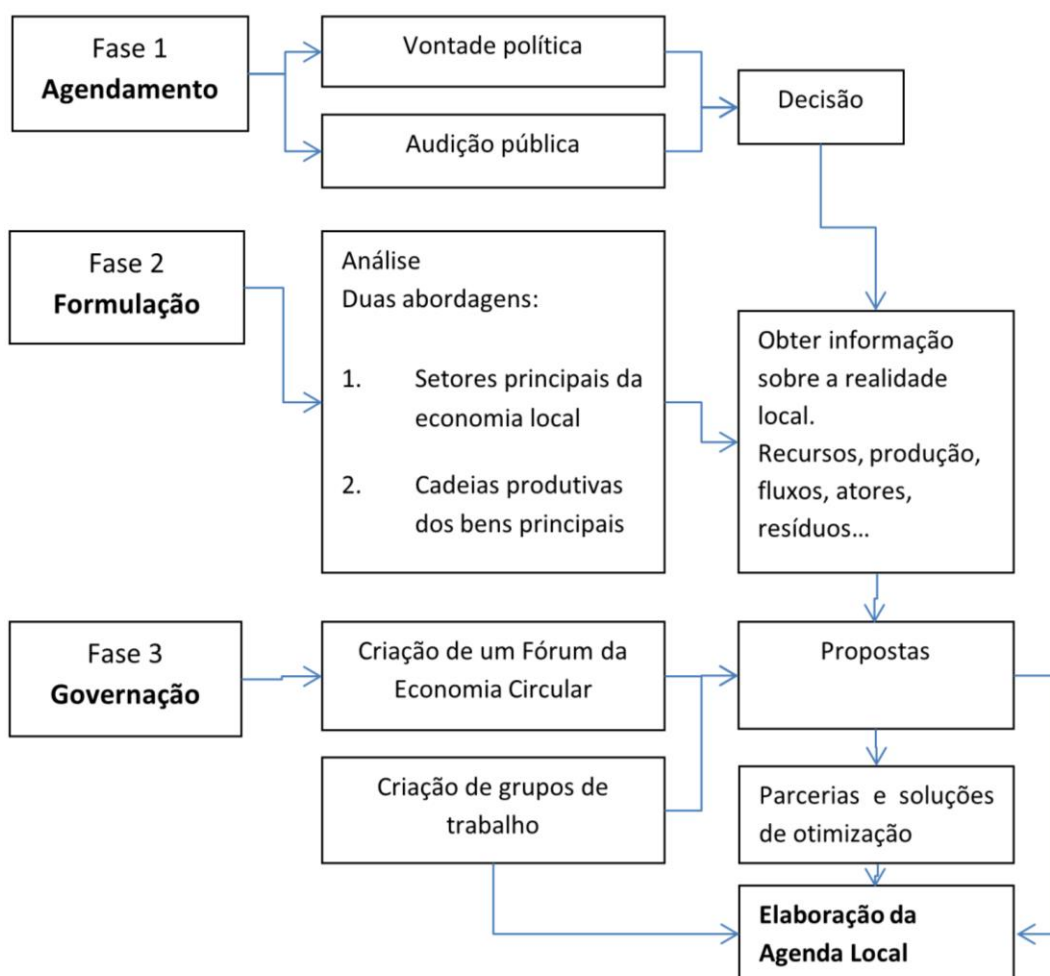 Fase 1
Agendamento
Vontade política
Audição pública
Decisão
Fase 2
Formulação
Análise
Duas abordagens:
1. Setores principais da
economia local
2. Cadeias produtivas
dos bens principais
Obter informação
sobre a realidade
local.
Recursos, produção,
fluxos, atores,
resíduos…
Fase 3
Governação
Criação de um Fórum da
Economia Circular
Criação de grupos de
trabalho
Propostas
Parcerias e soluções
de otimização
Elaboração da
Agenda Local